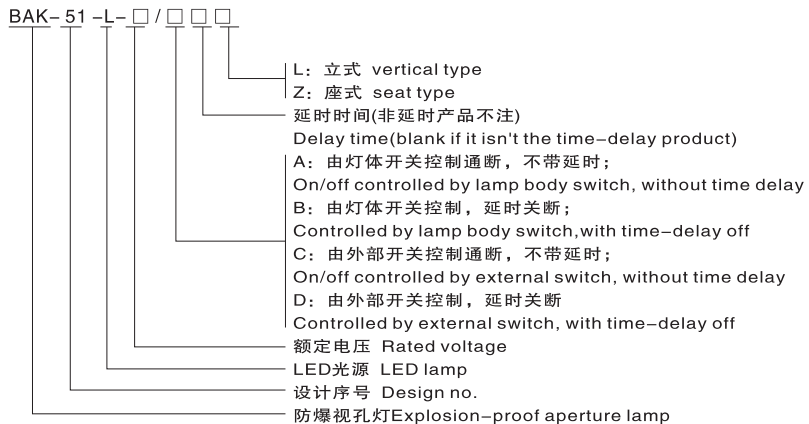 BAK-51-L-□/□□□
L：立式 vertical type
Z：座式 seat type
延时时间(非延时产品不注)
Delay time(blank if it isn't the time-delay product)
A：由灯体开关控制通断，不带延时；
On/off controlled by lamp body switch, without time delay
B：由灯体开关控制，延时关断；
Controlled by lamp body switch,with time-delay off
C：由外部开关控制通断，不带延时；
On/off controlled by external switch, without time delay
D：由外部开关控制，延时关断
Controlled by external switch, with time-delay off
额定电压 Rated voltage
LED光源 LED lamp
设计序号 Design no.
防爆视孔灯Explosion-proof aperture lamp